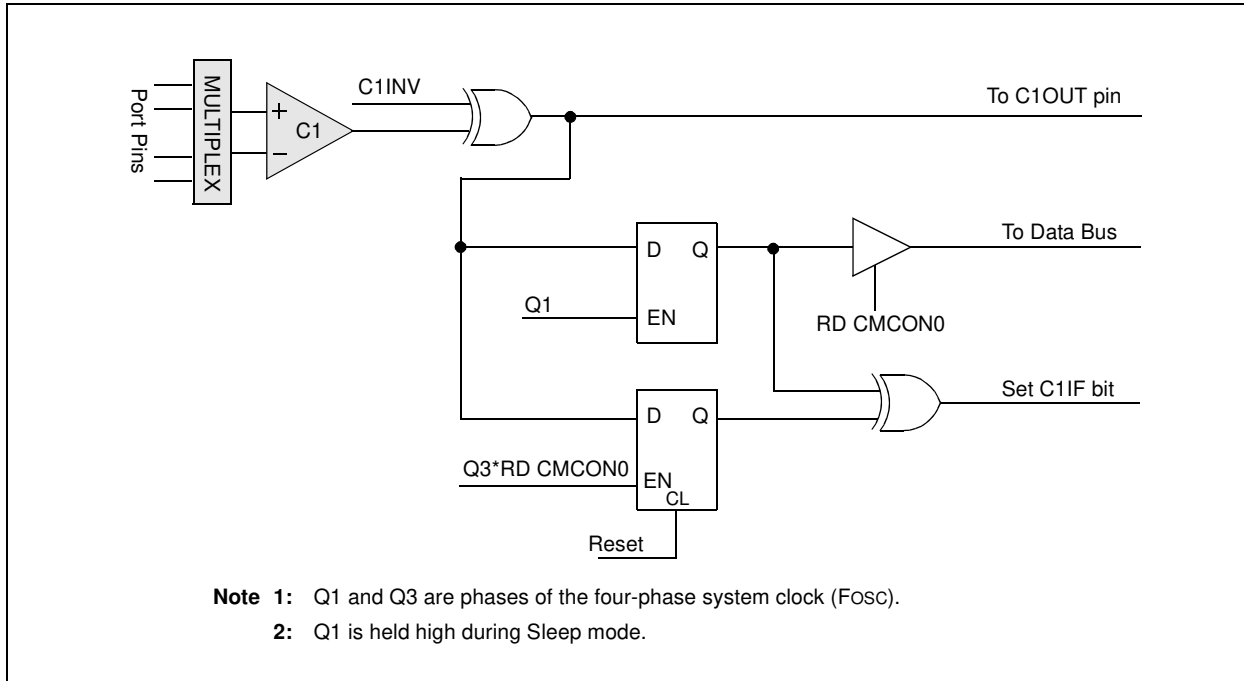 C1INV
To C1OUT pin
Port Pins
MULTIPLEX
+
C1
–
D Q
To Data Bus
Q1
EN
RD CMCON0
Set C1IF bit
D Q
Q3*RD CMCON0
EN
CL
Reset
Note 1: Q1 and Q3 are phases of the four-phase system clock (FOSC).
2: Q1 is held high during Sleep mode.